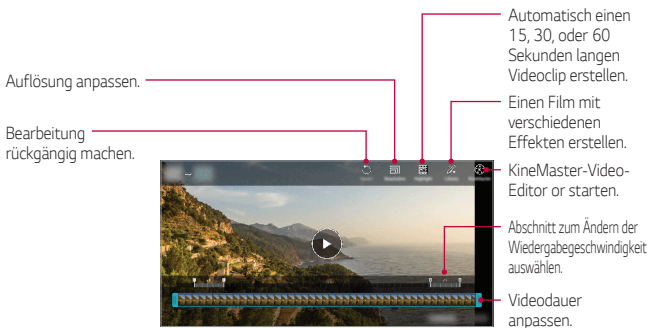 Auflösung anpassen.
Bearbeitung
rückgängig machen.
Automatisch einen
15, 30, oder 60
Sekunden langen
Videoclip erstellen.
Einen Film mit
verschiedenen
Effekten erstellen.
KineMaster-Video-
Editor or starten.
Abschnitt zum Ändern der
Wiedergabegeschwindigkeit
auswählen.
Videodauer
anpassen.